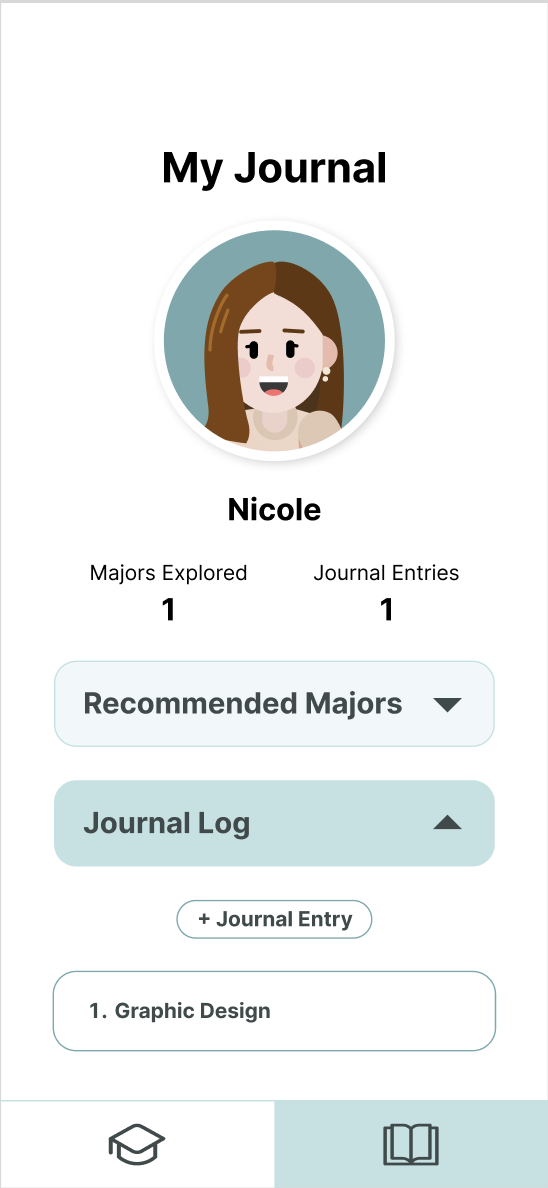 My Journal
Nicole
Majors Explored
1
Journal Entries
1
Recommended Majors
Journal Log
+ Journal Entry
1. Graphic Design